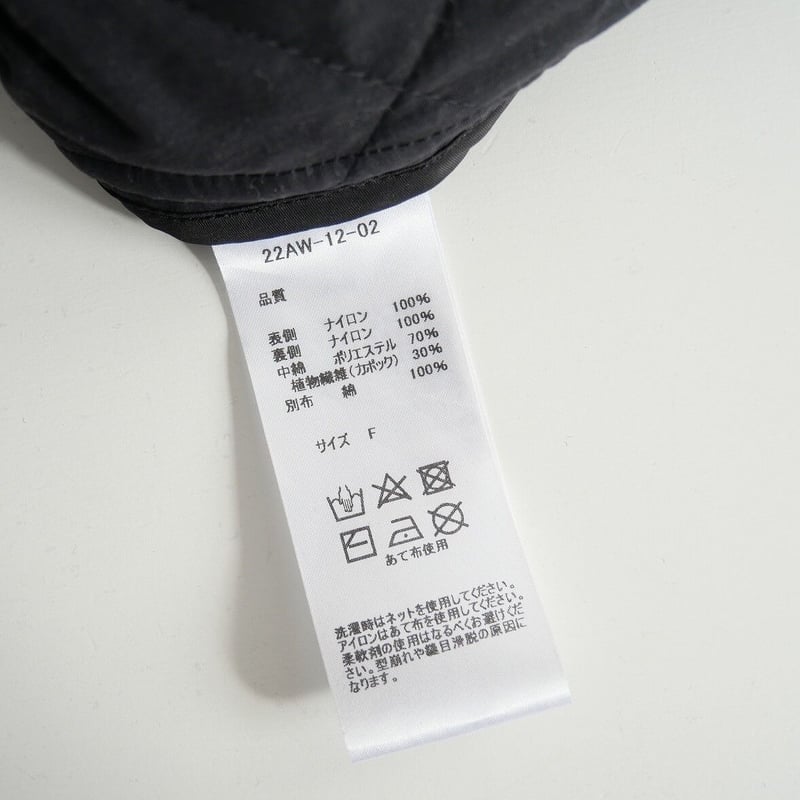 22AW-12-02
品質
表側 ナイロン 100%
裏側 ナイロン 100%
中綿 ポリエステル 70%
植物繊維(カポック) 30%
別布 綿 100%
サイズ F
あて布使用
洗濯時はネットを使用してください。
アイロンはあて布を使用してください。
柔軟剤の使用はなるべくお避けくだ
さい。型崩れや縫目滑脱の原因に
なります。